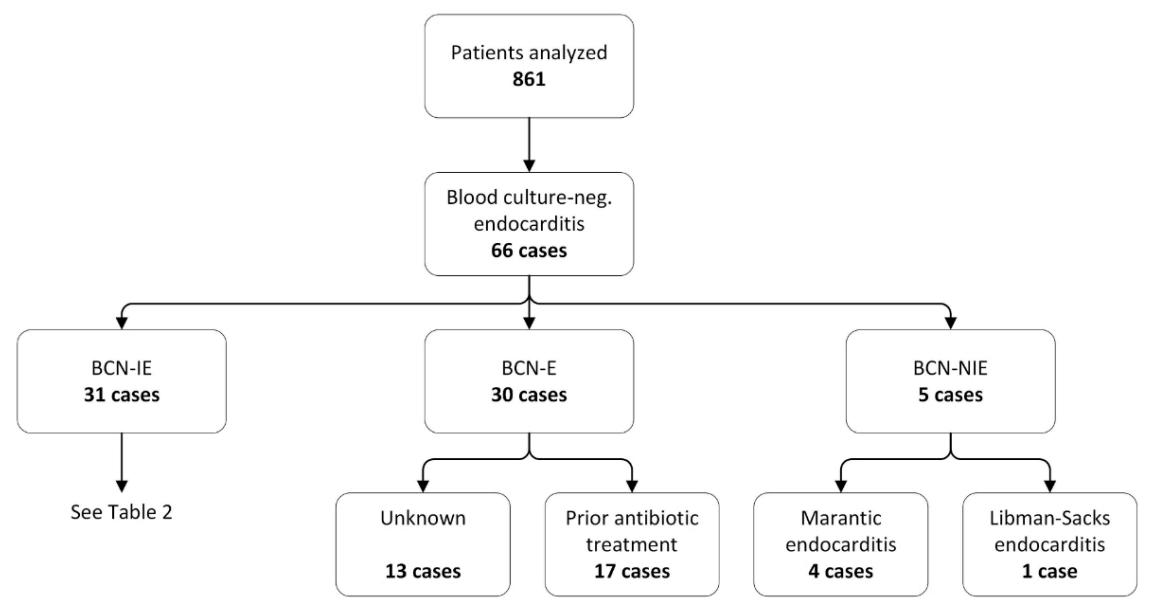 Patients analyzed
861
Blood culture-neg.
endocarditis
66 cases
BCN-IE
31 cases
BCN-E
30 cases
BCN-NIE
5 cases
See Table 2
Unknown
13 cases
Prior antibiotic
treatment
17 cases
Marantic
endocarditis
4 cases
Libman-Sacks
endocarditis
1 case